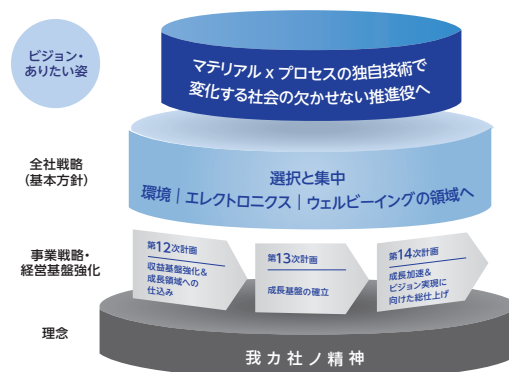 ビジョン・
ありたい姿
マテリアル x プロセスの独自技術で
変化する社会の欠かせない推進役へ
全社戦略
（基本方針）
選択と集中
環境｜エレクトロニクス｜ウェルビーイングの領域へ
事業戦略・
経営基盤強化
第12次計画
収益基盤強化&
成長領域への
仕込み
第13次計画
成長基盤の確立
第14次計画
成長加速&
ビジョン実現に
向けた総仕上げ
理念
我カ社ノ精神